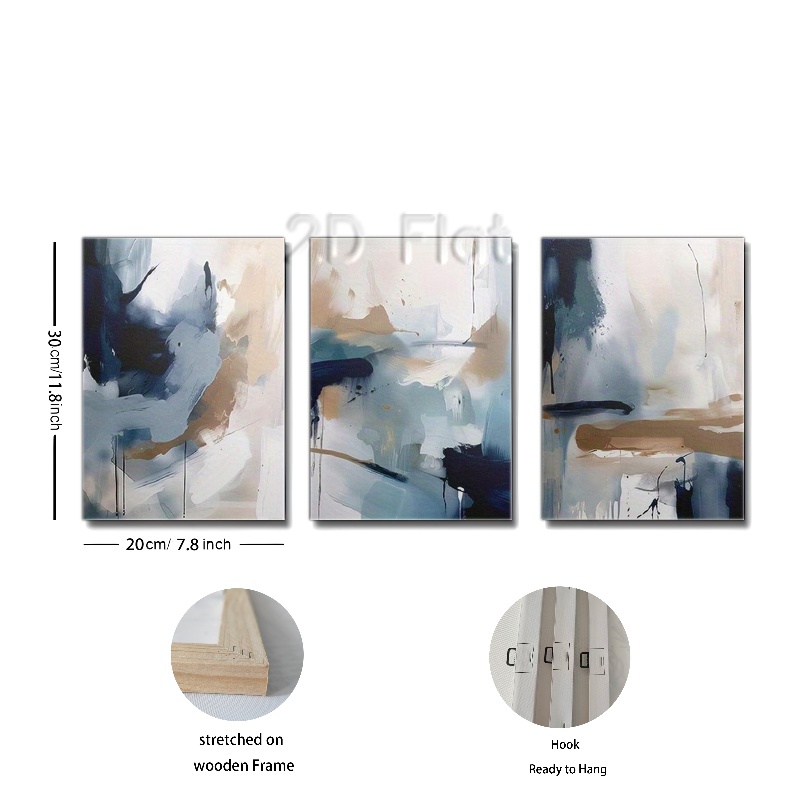 2D Flat
30cm/11.8inch
20cm/ 7.8 inch
stretched on
wooden Frame
Hook
Ready to Hang